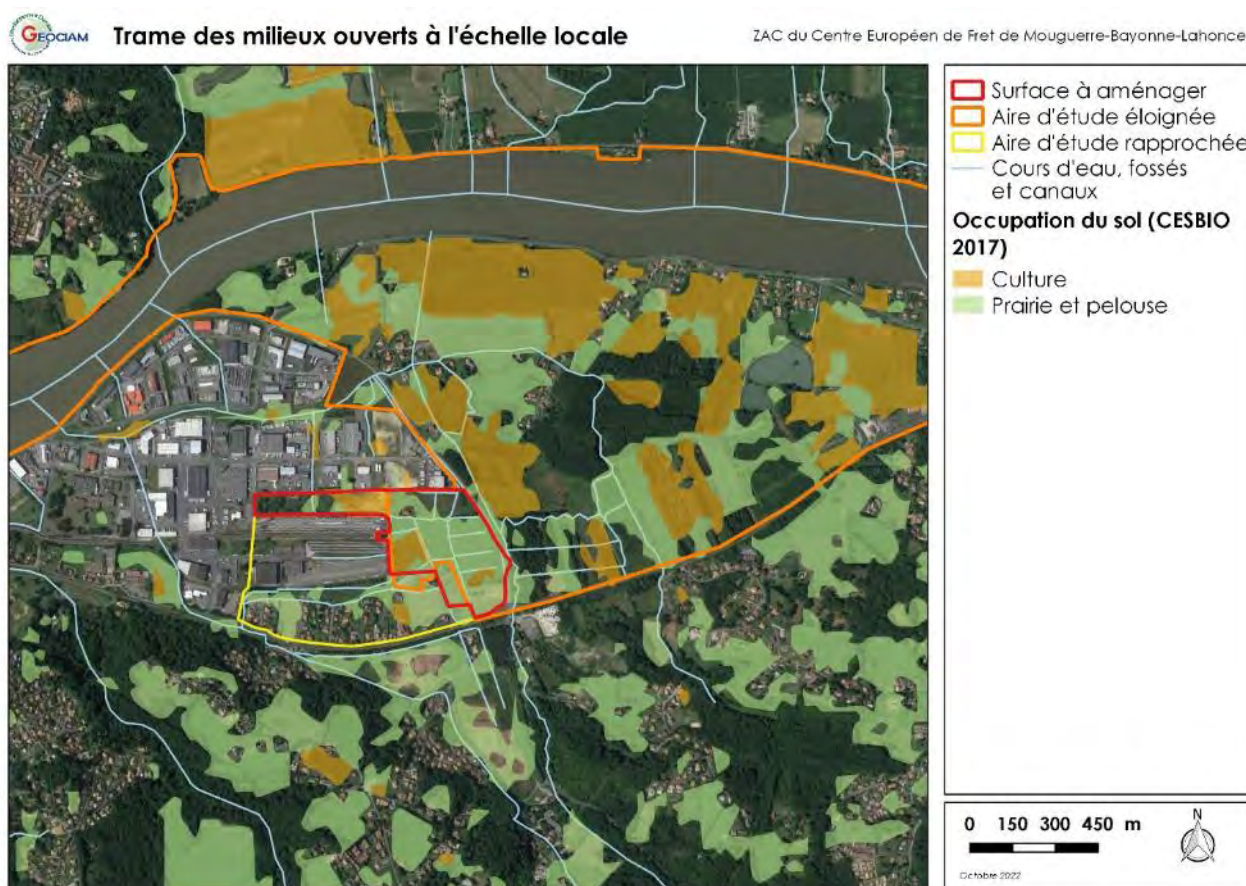 GEOCIAM
Trame des milieux ouverts à l'échelle locale
ZAC du Centre Européen de Fret de Mouguerre-Bayonne-Lahonce
Surface à aménager
Aire d'étude éloignée
Aire d'étude rapprochée
Cours d'eau, fossés
et canaux
Occupation du sol (CESBIO
2017)
Culture
Prairie et pelouse
0 150 300 450 m
N
Octobre 2022